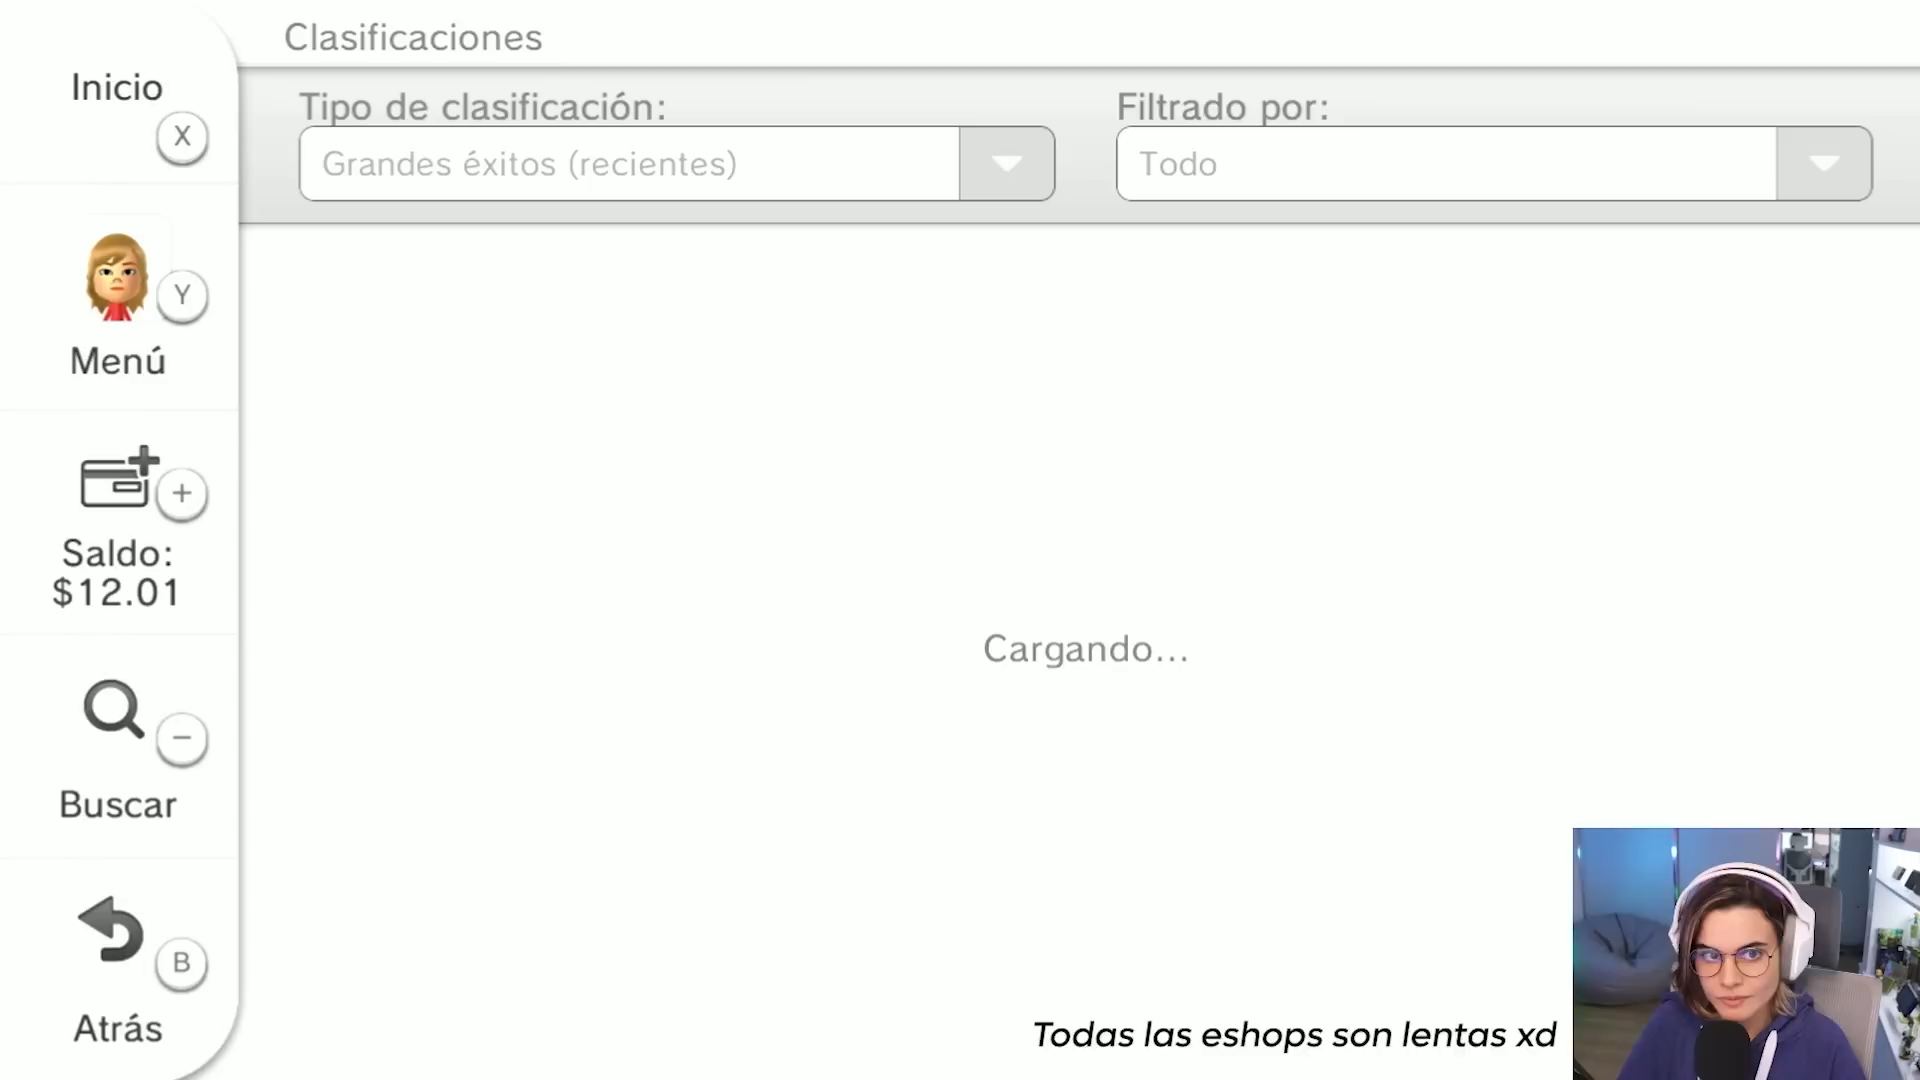 Clasificaciones
Inicio
X
Tipo de clasificación:
Filtrado por:
Grandes éxitos (recientes)
Todo
Y
Menú
+
Saldo:
$12.01
Cargando...
−
Buscar
B
Atrás
Todas las eshops son lentas xd